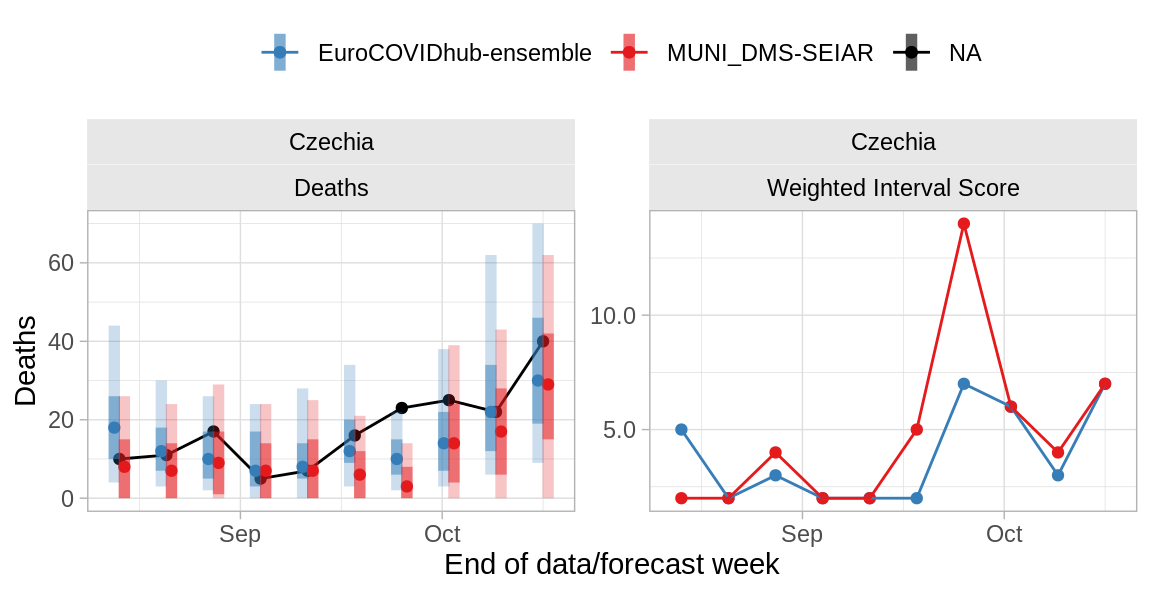 EuroCOVIDhub-ensemble MUNI_DMS-SEIAR NA
Czechia
Deaths
Czechia
Weighted Interval Score
Deaths
60
40
20
0
10.0
5.0
Sep
Oct
Sep
Oct
End of data/forecast week